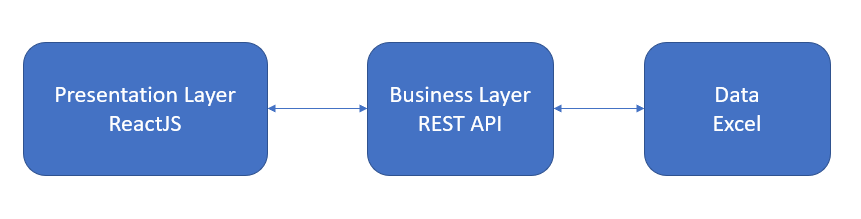 Presentation Layer
ReactJS
Business Layer
REST API
Data
Excel